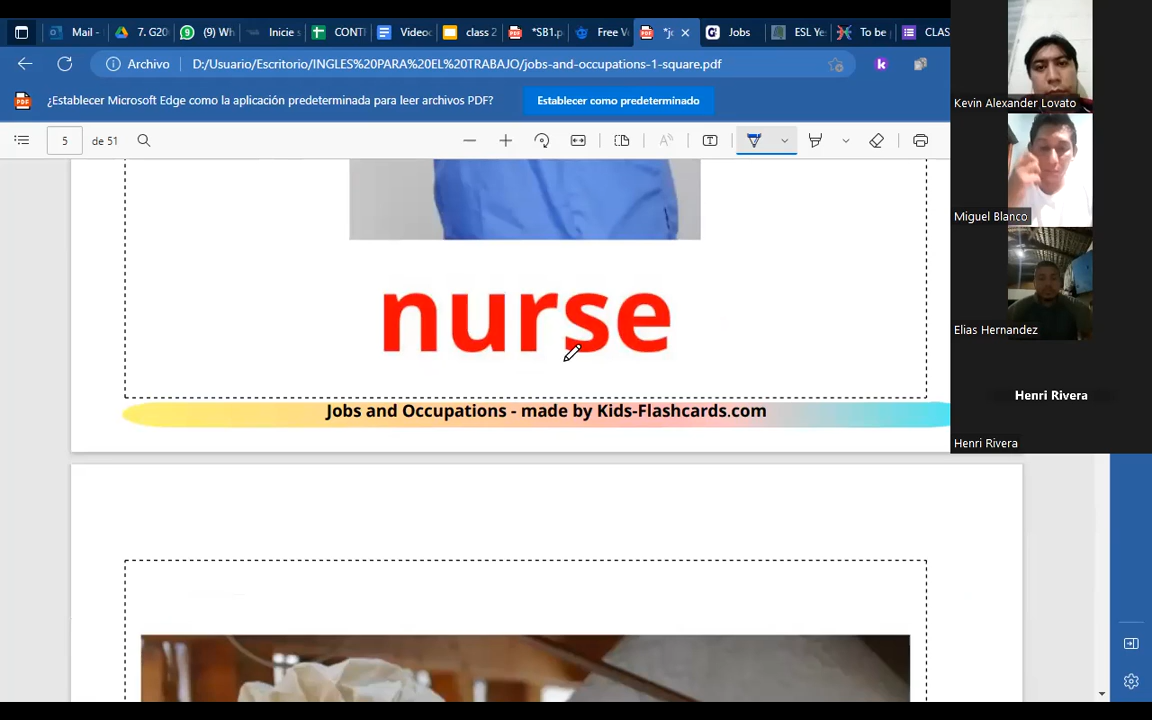 Mail -
7. G20
(9) Wh
Inicie s
CONTI
Videoc
class 2
*SB1.p
Free Vo
*jo
Jobs
ESL Ye
To be p
CLAS
Archivo
D:/Usuario/Escritorio/INGLES%20PARA%20EL%20TRABAJO/jobs-and-occupations-1-square.pdf
¿Establecer Microsoft Edge como la aplicación predeterminada para leer archivos PDF?
Establecer como predeterminado
5 de 51
nurse
Jobs and Occupations - made by Kids-Flashcards.com
Kevin Alexander Lovato
Miguel Blanco
Elias Hernandez
Henri Rivera
Henri Rivera